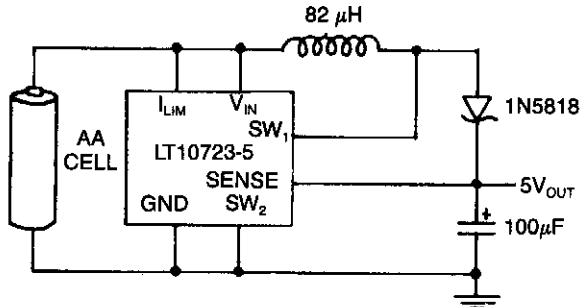 82 μH
I_LIM
V_IN
1N5818
AA
CELL
SW_1
LT10723-5
SENSE
5V_OUT
GND
SW_2
+
100μF